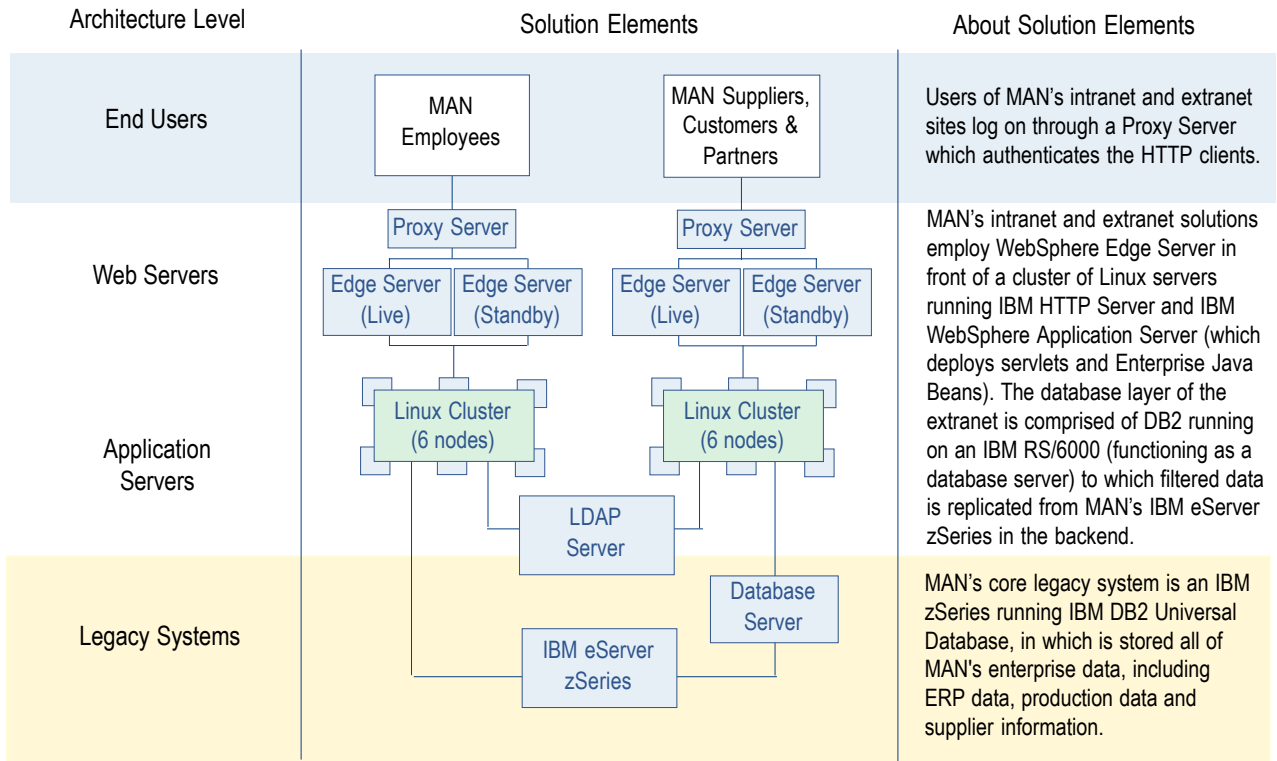 Architecture Level
Solution Elements
About Solution Elements
End Users
MAN
Employees
MAN Suppliers,
Customers &
Partners
Users of MAN's intranet and extranet
sites log on through a Proxy Server
which authenticates the HTTP clients.
Web Servers
Proxy Server
Proxy Server
Edge Server
(Live)
Edge Server
(Standby)
Edge Server
(Live)
Edge Server
(Standby)
Application
Servers
Linux Cluster
(6 nodes)
Linux Cluster
(6 nodes)
LDAP
Server
MAN's intranet and extranet solutions
employ WebSphere Edge Server in
front of a cluster of Linux servers
running IBM HTTP Server and IBM
WebSphere Application Server (which
deploys servlets and Enterprise Java
Beans). The database layer of the
extranet is comprised of DB2 running
on an IBM RS/6000 (functioning as a
database server) to which filtered data
is replicated from MAN's IBM eServer
zSeries in the backend.
Legacy Systems
Database
Server
IBM eServer
zSeries
MAN's core legacy system is an IBM
zSeries running IBM DB2 Universal
Database, in which is stored all of
MAN's enterprise data, including
ERP data, production data and
supplier information.